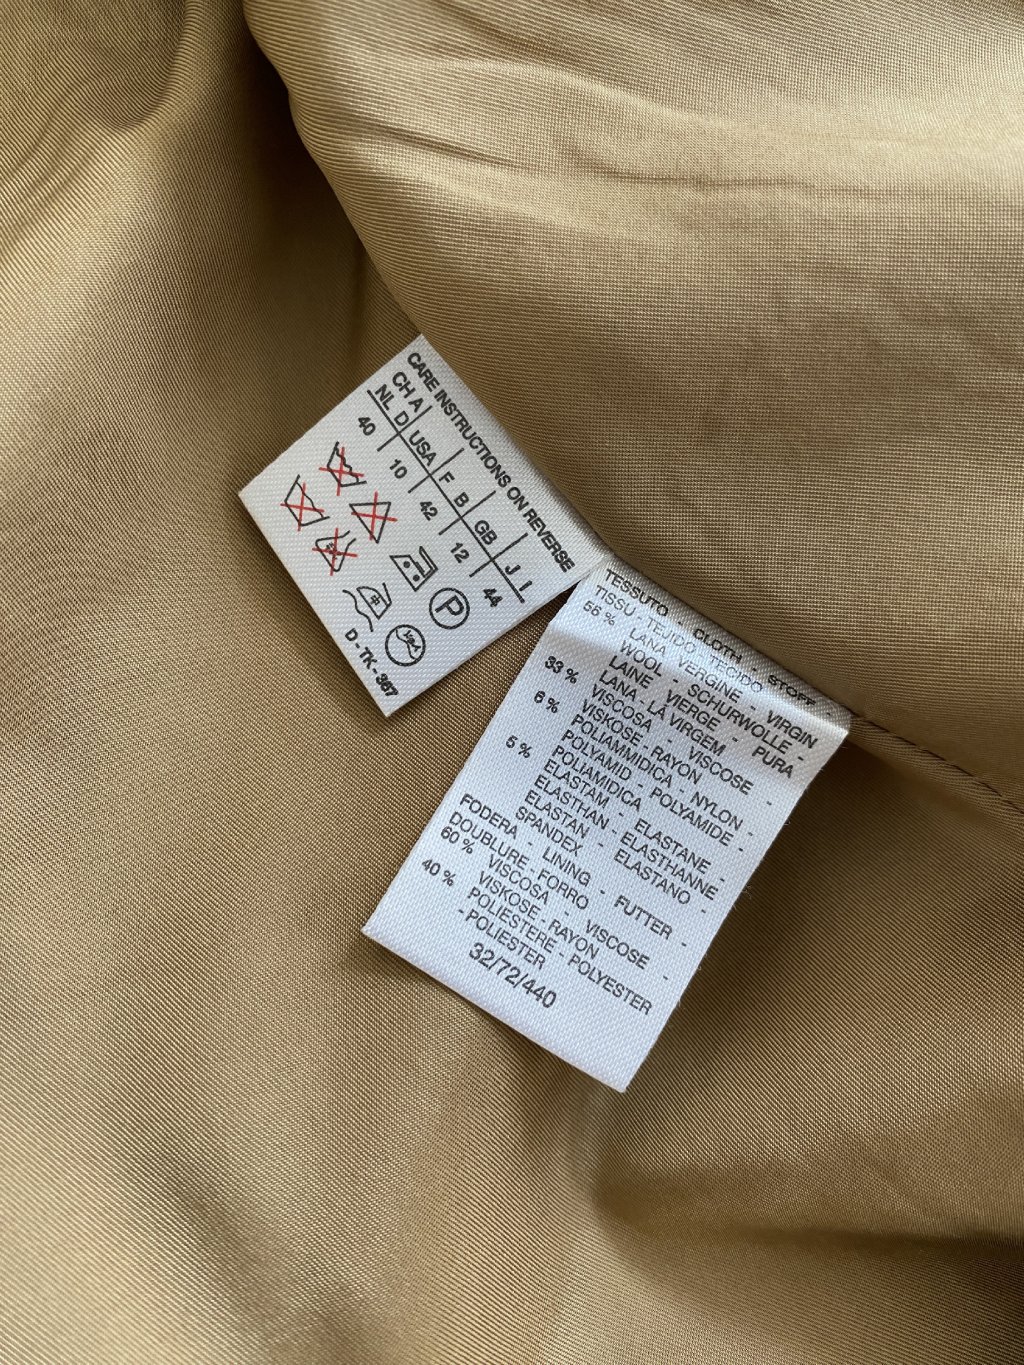 CARE INSTRUCTIONS ON REVERSE
CH A
NL D USA F B GB J I
40 10 42 12 44
P
D - TK - 367
TESSUTO - CLOTH - STOFF
TISSU - TEJIDO - TECIDO
56 % LANA VERGINE - VIRGIN
WOOL - SCHURWOLLE -
LAINE VIERGE - PURA
LANA - LÃ VIRGEM
33 % VISCOSA - VISCOSE -
VISKOSE - RAYON
6 % POLIAMMIDICA - NYLON -
POLYAMID - POLYAMIDE -
POLIAMIDICA
5 % ELASTAM - ELASTANE -
ELASTHAN - ELASTHANNE
ELASTAN - ELASTANO -
SPANDEX
FODERA - LINING - FUTTER -
DOUBLURE - FORRO
60 % VISCOSA - VISCOSE -
VISKOSE - RAYON
40 % POLIESTERE - POLYESTER
- POLIESTER
32/72/440